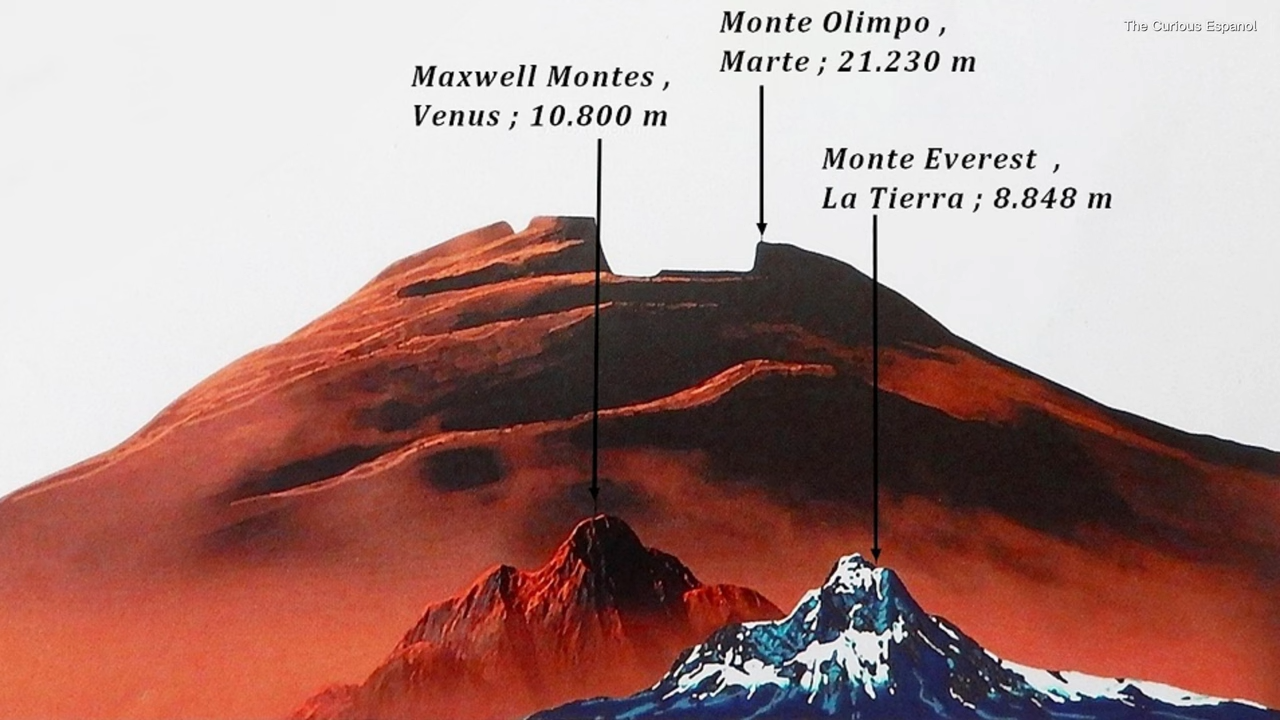 The Curious Espanol
Monte Olimpo ,
Marte ; 21.230 m
Maxwell Montes ,
Venus ; 10.800 m
Monte Everest ,
La Tierra ; 8.848 m